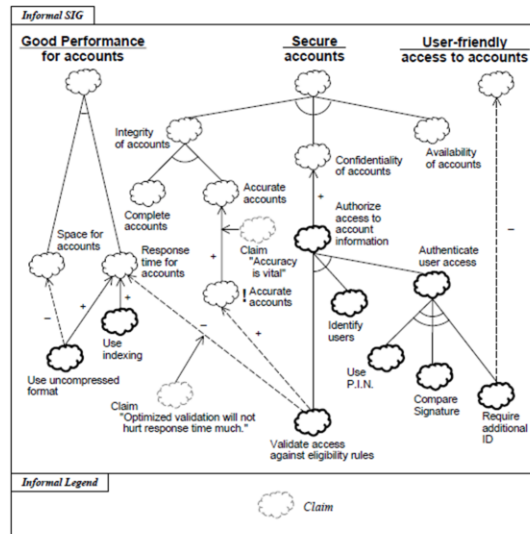 Informal SIG
Good Performance
for accounts
Secure
accounts
User-friendly
access to accounts
Integrity
of accounts
Confidentiality
of accounts
Availability
of accounts
Complete
accounts
Accurate
accounts
Authorize
access to
account
information
Space for
accounts
Response
time for
accounts
Claim
"Accuracy
is vital"
Authenticate
user access
! Accurate
accounts
Identify
users
Use
indexing
Use uncompressed
format
Use
P.I.N.
Compare
Signature
Require
additional
ID
Claim
"Optimized validation will not
hurt response time much."
Validate access
against eligibility rules
Informal Legend
Claim